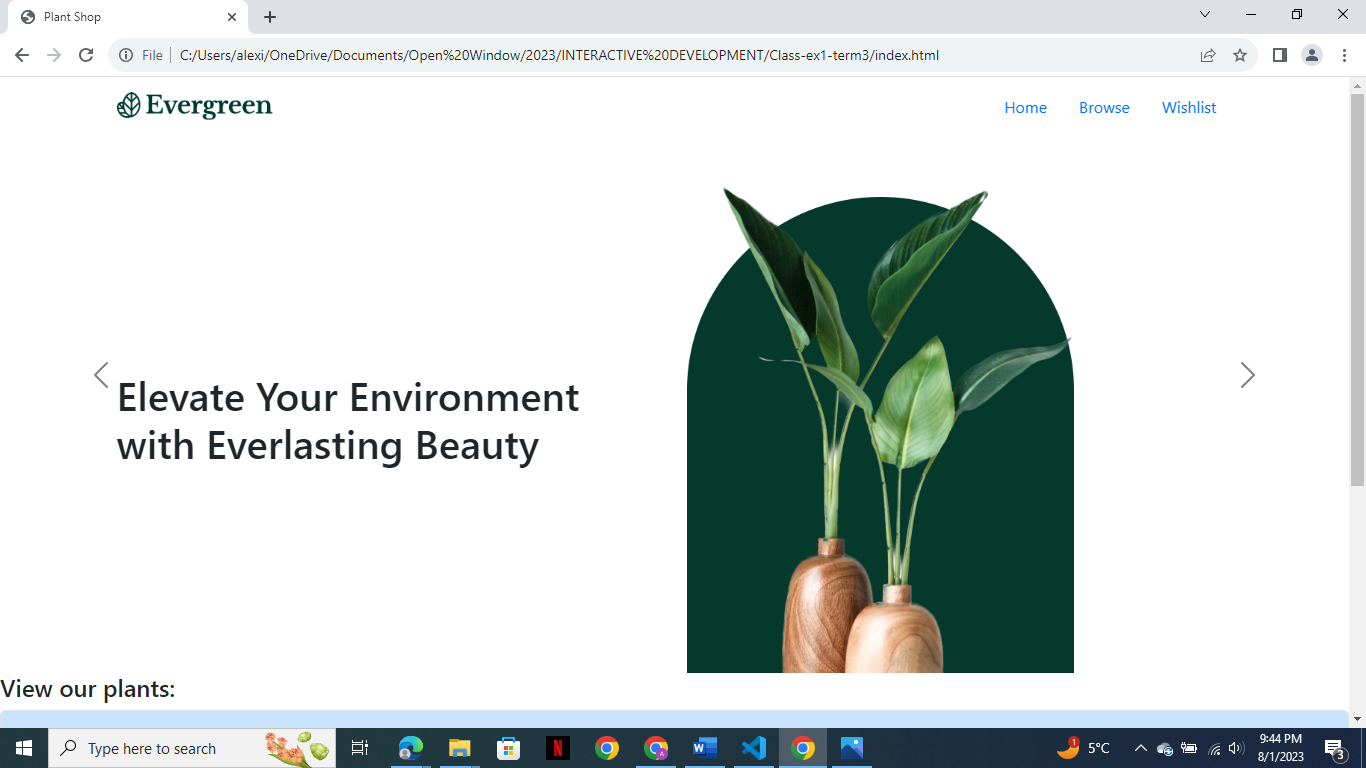 Plant Shop
File
C:/Users/alexi/OneDrive/Documents/Open%20Window/2023/INTERACTIVE%20DEVELOPMENT/Class-ex1-term3/index.html
Evergreen
Home
Browse
Wishlist
Elevate Your Environment
with Everlasting Beauty
View our plants:
Type here to search
N
A
W
1
5°C
9:44 PM
8/1/2023
3